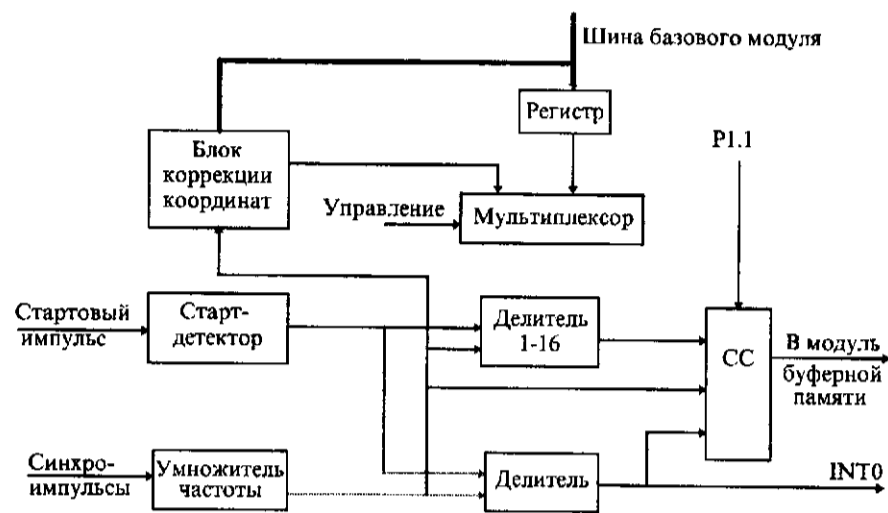 Шина базового модуля
Регистр
P1.1
Блок
коррекции
координат
Управление
Мультиплексор
Стартовый
импульс
Старт-
детектор
Делитель
1-16
СС
В модуль
буферной
памяти
Синхро-
импульсы
Умножитель
частоты
Делитель
INT0